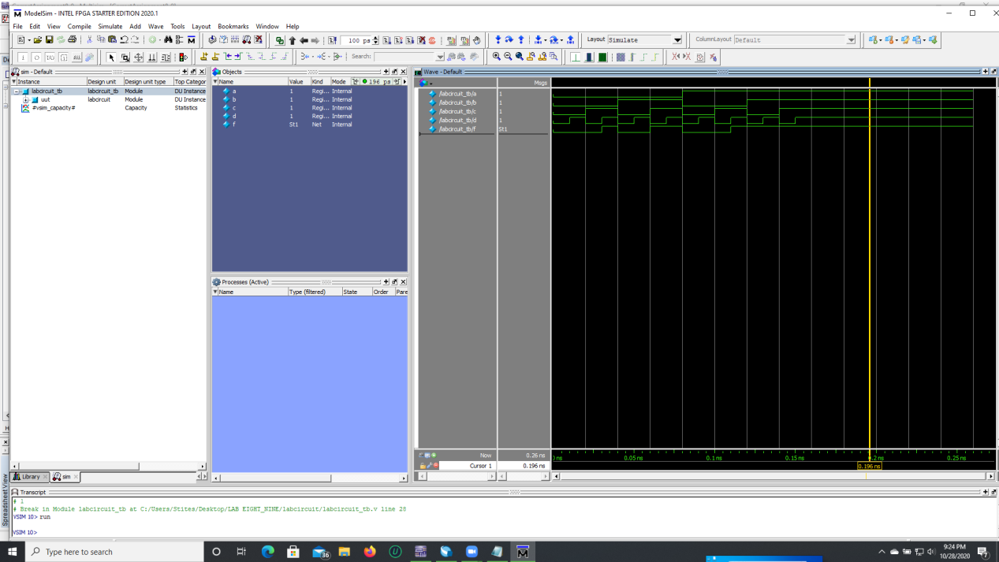 ModelSim - INTEL FPGA STARTER EDITION 2020.1
File Edit View Compile Simulate Add Wave Tools Layout Bookmarks Window Help
100 ps
Layout Simulate
ColumnLayout Default
Search:
sim - Default
Instance Design unit Design unit type Top Categor
labcircuit_tb labcircuit_tb Module DU Instance
uut labcircuit Module DU Instance
#vsim_capacity# Capacity Statistics
Library
sim
Objects
Name Value Kind Mode 196 ps
a 1 Regi... Internal
b 1 Regi... Internal
c 1 Regi... Internal
d 1 Regi... Internal
f St1 Net Internal
Processes (Active)
Name Type (filtered) State Order Pare
Wave - Default
Msgs
/labcircuit_tb/a 1
/labcircuit_tb/b 1
/labcircuit_tb/c 1
/labcircuit_tb/d 1
/labcircuit_tb/f St1
Now 0.26 ns
Cursor 1 0.196 ns
0.05 ns 0.1 ns 0.15 ns 0.25 ns
0.196 ns
Spreadsheet View
Transcript
# 1
# Break in Module labcircuit_tb at C:/Users/Stites/Desktop/LAB EIGHT_NINE/labcircuit/labcircuit_tb.v line 28
VSIM 10> run
VSIM 10>
Type here to search
36
9:24 PM
10/28/2020
7